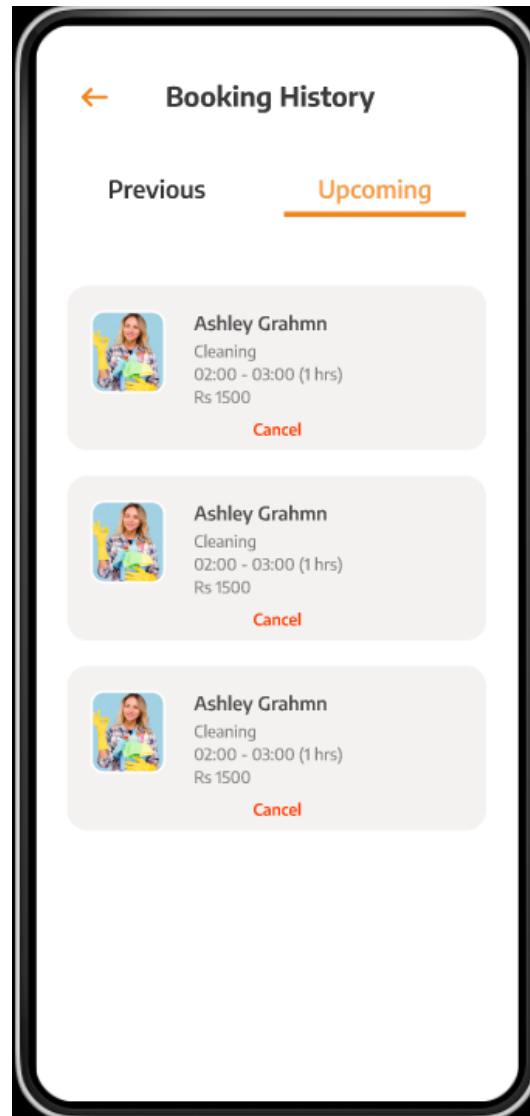 Booking History
Previous Upcoming
Ashley Grahmn
Cleaning
02:00 - 03:00 (1 hrs)
Rs 1500
Cancel
Ashley Grahmn
Cleaning
02:00 - 03:00 (1 hrs)
Rs 1500
Cancel
Ashley Grahmn
Cleaning
02:00 - 03:00 (1 hrs)
Rs 1500
Cancel